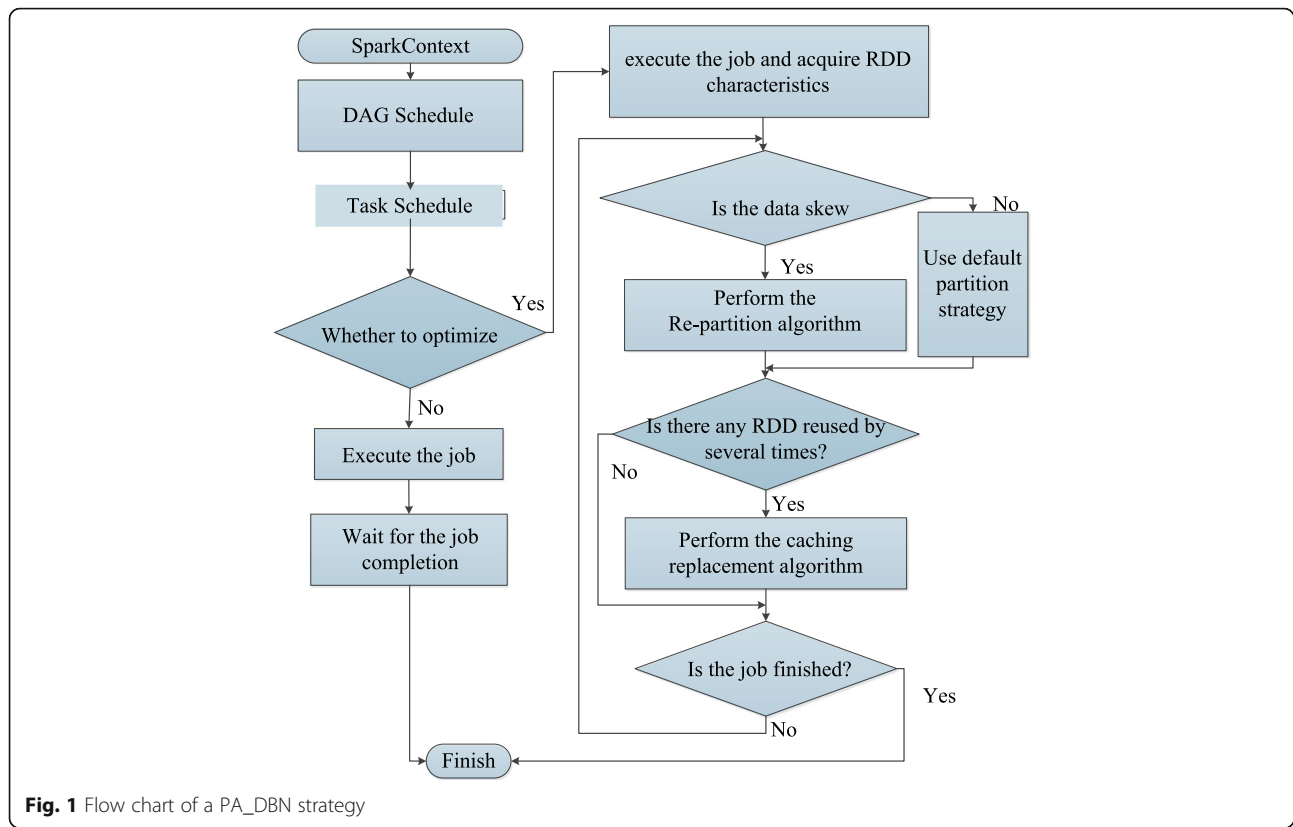 SparkContext
DAG Schedule
Task Schedule
Whether to optimize
Yes
No
Execute the job
Wait for the job
completion
execute the job and acquire RDD
characteristics
Is the data skew
No
Use default
partition
strategy
Yes
Perform the
Re-partition algorithm
Is there any RDD reused by
several times?
No
Yes
Perform the caching
replacement algorithm
Is the job finished?
Yes
No
Finish
Fig. 1 Flow chart of a PA_DBN strategy